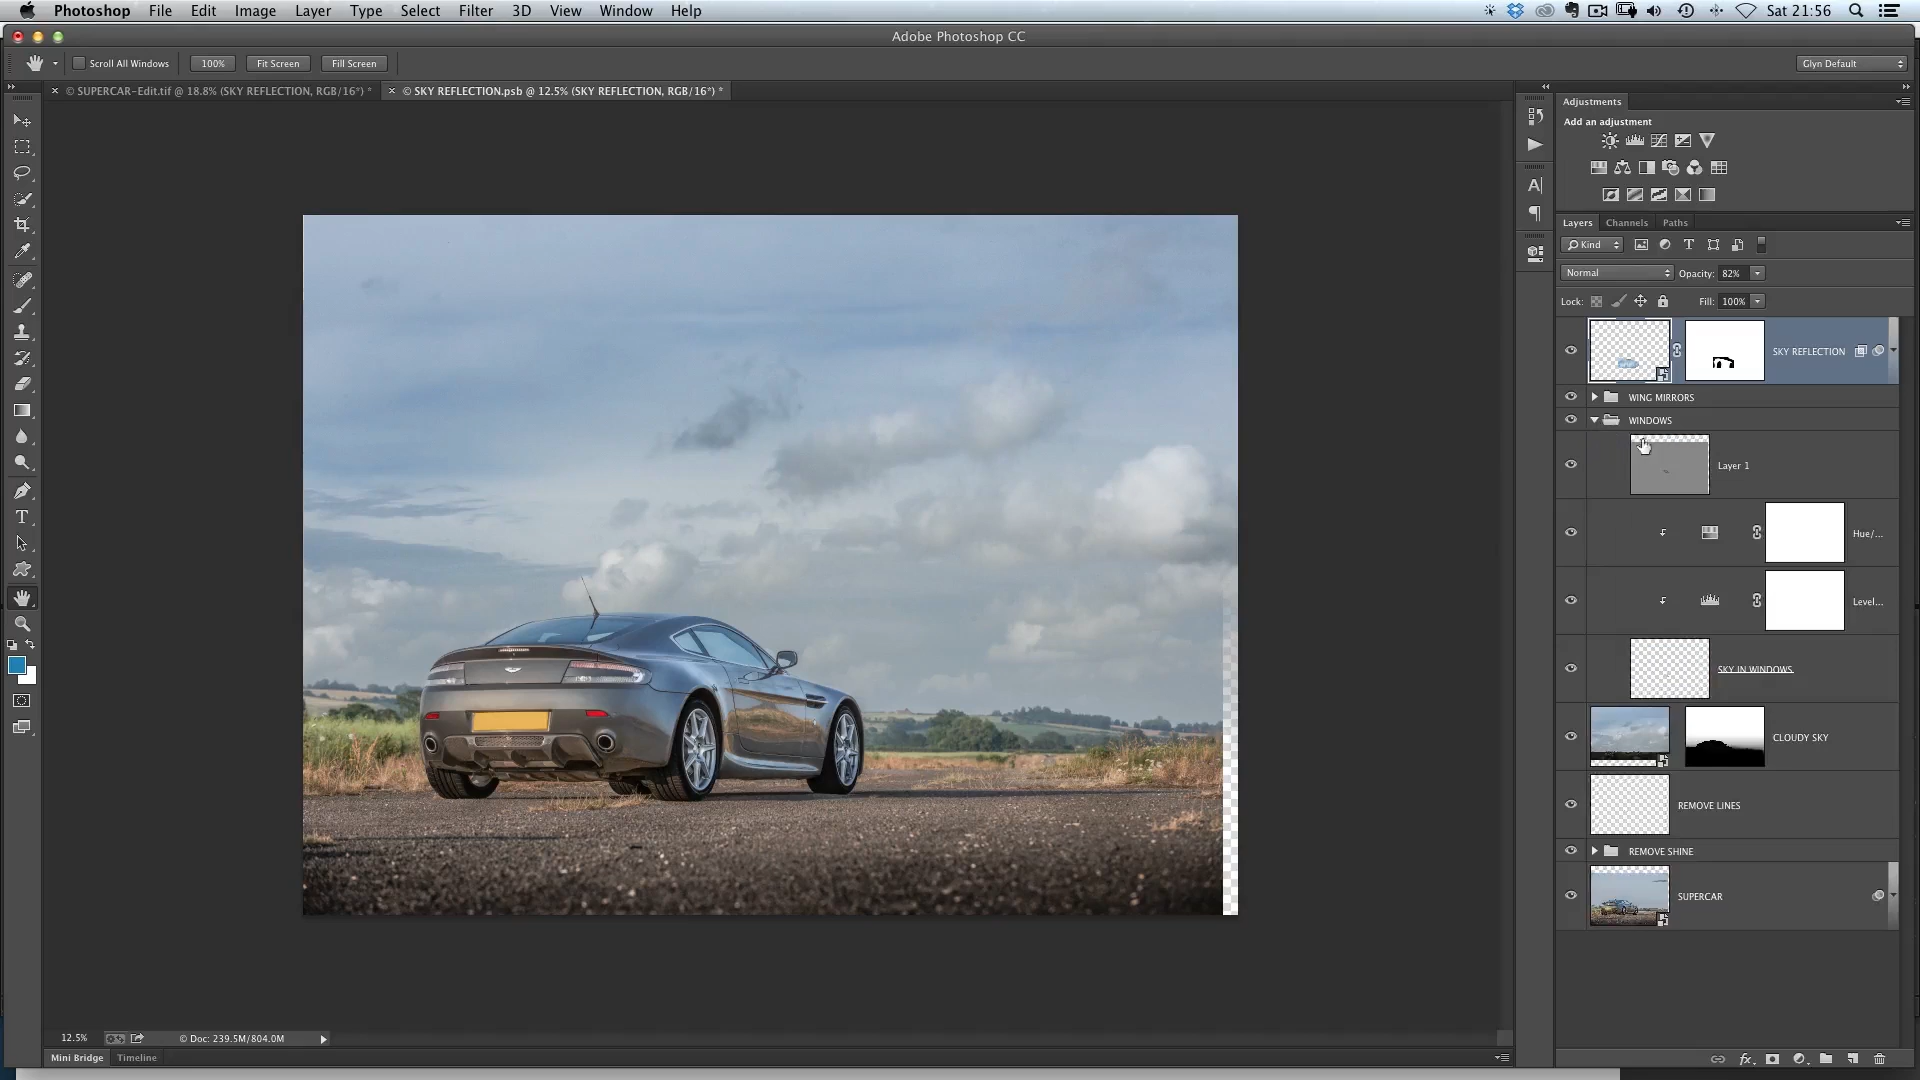 Photoshop File Edit Image Layer Type Select Filter 3D View Window Help Sat 21:56
Adobe Photoshop CC
Scroll All Windows 100% Fit Screen Fill Screen Glyn Default
× © SUPERCAR-Edit.tif @ 18.8% (SKY REFLECTION, RGB/16*) * × © SKY REFLECTION.psb @ 12.5% (SKY REFLECTION, RGB/16*) *
Adjustments
Add an adjustment
Layers Channels Paths
Kind
Normal Opacity: 82%
Lock: Fill: 100%
SKY REFLECTION
WING MIRRORS
WINDOWS
Layer 1
Hue/...
Level...
SKY IN WINDOWS
CLOUDY SKY
REMOVE LINES
REMOVE SHINE
SUPERCAR
12.5% © Doc: 239.5M/804.0M
Mini Bridge Timeline